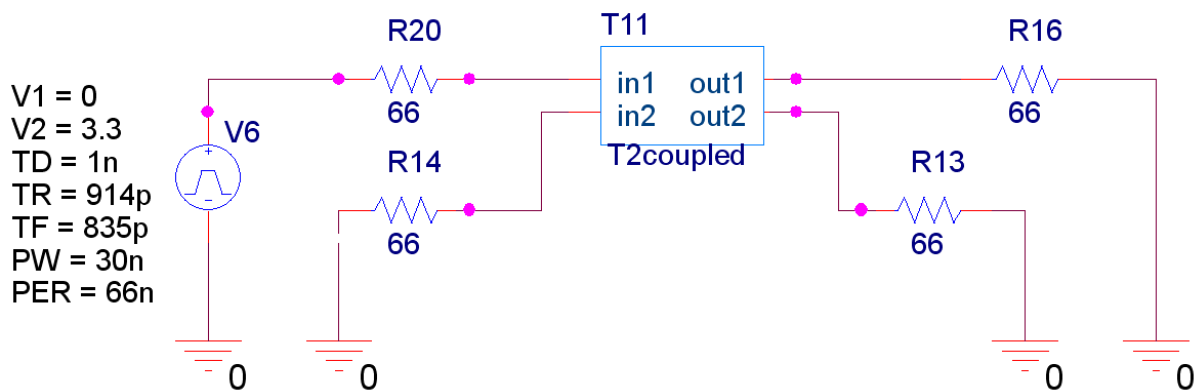 V1 = 0
V2 = 3.3
TD = 1n
TR = 914p
TF = 835p
PW = 30n
PER = 66n
V6
+
-
0
R20
66
R14
66
0
T11
in1 out1
in2 out2
T2coupled
R16
66
R13
66
0
0